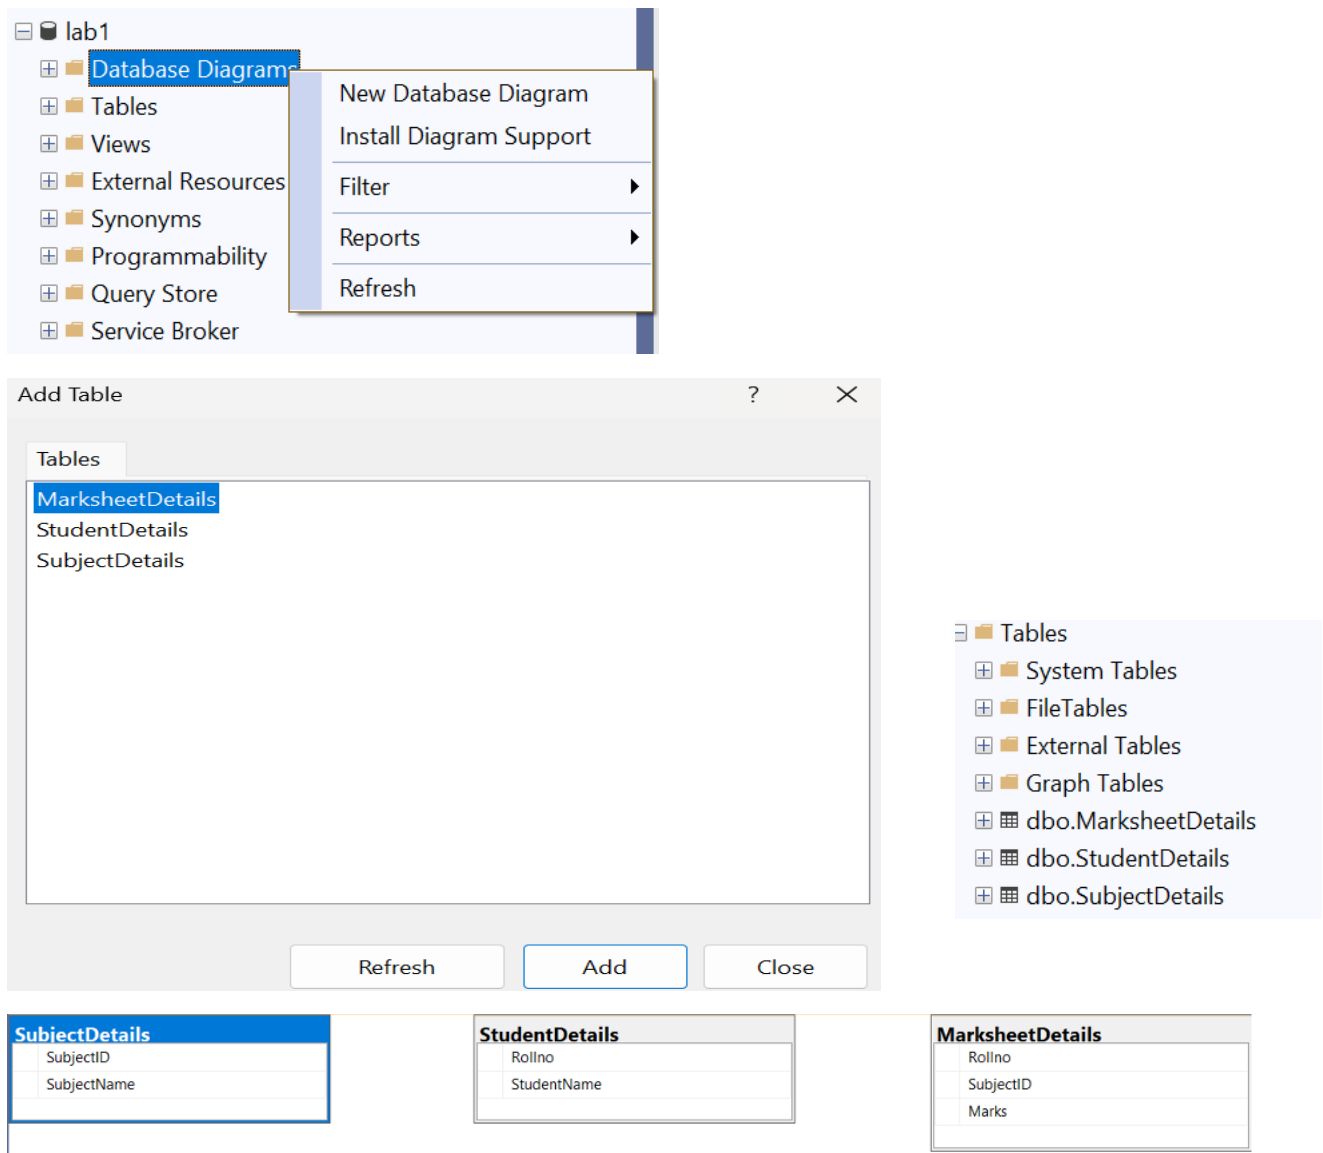 lab1
Database Diagrams
Tables
Views
External Resources
Synonyms
Programmability
Query Store
Service Broker
New Database Diagram
Install Diagram Support
Filter
Reports
Refresh
Add Table ?
Tables
MarksheetDetails
StudentDetails
SubjectDetails
Refresh Add Close
Tables
System Tables
FileTables
External Tables
Graph Tables
dbo.MarksheetDetails
dbo.StudentDetails
dbo.SubjectDetails
SubjectDetails
SubjectID
SubjectName
StudentDetails
Rollno
StudentName
MarksheetDetails
Rollno
SubjectID
Marks